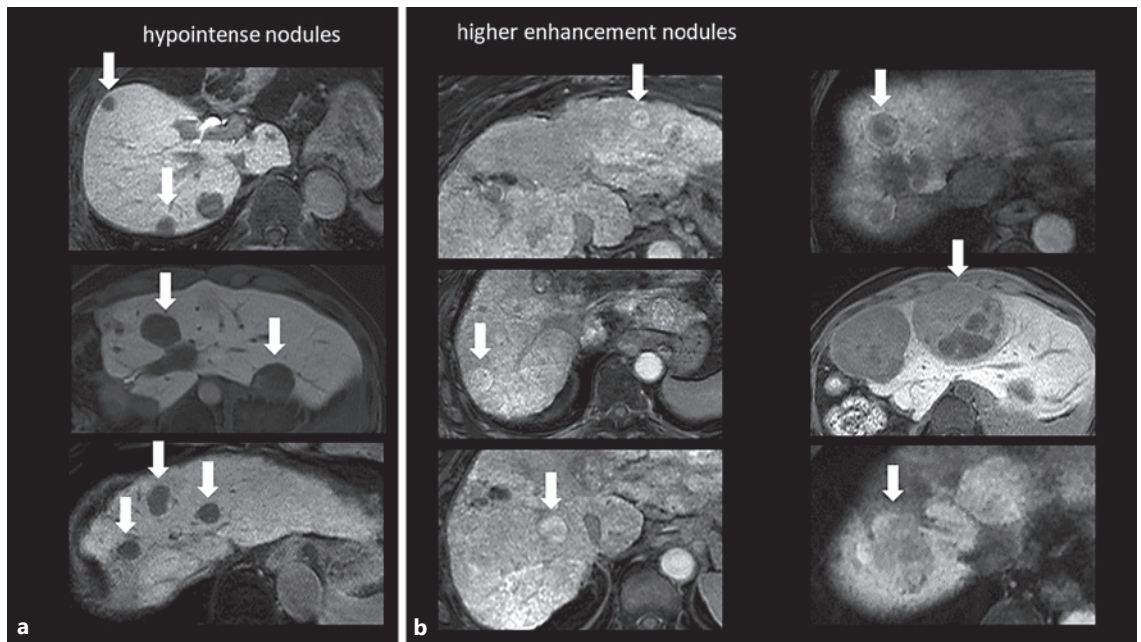 hypointense nodules
higher enhancement nodules
a
b